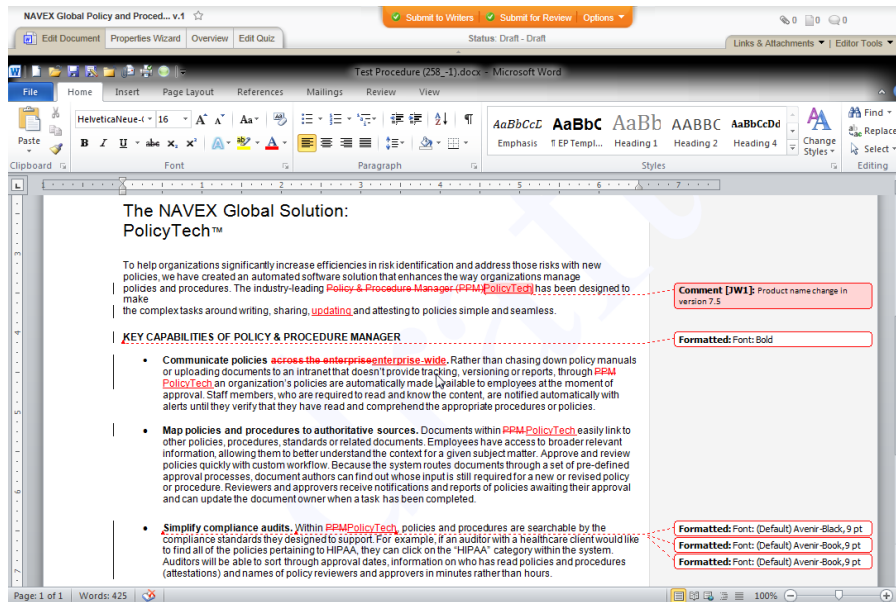 NAVEX Global Policy and Proced... v.1
Submit to Writers Submit for Review Options
0 0 0
Edit Document Properties Wizard Overview Edit Quiz
Status: Draft - Draft
Links & Attachments Editor Tools
Test Procedure (258_-1).docx - Microsoft Word
File Home Insert Page Layout References Mailings Review View
HelveticaNeue-( 16
Paste
B I U abc x₂ x²
AaBbCcD AaBbC AaBb AABBC AaBbCcDd
Emphasis ¶ EP Templ... Heading 1 Heading 2 Heading 4
Change Styles
Find
Replace
Select
Clipboard Font Paragraph Styles Editing
1 1 2 3 4 5 6 7
The NAVEX Global Solution:
PolicyTech™
To help organizations significantly increase efficiencies in risk identification and address those risks with new
policies, we have created an automated software solution that enhances the way organizations manage
policies and procedures. The industry-leading Policy & Procedure Manager (PPM)PolicyTech has been designed to
make
the complex tasks around writing, sharing, updating and attesting to policies simple and seamless.
KEY CAPABILITIES OF POLICY & PROCEDURE MANAGER
• Communicate policies across the enterpriseenterprise-wide. Rather than chasing down policy manuals
or uploading documents to an intranet that doesn't provide tracking, versioning or reports, through PPM
PolicyTech an organization's policies are automatically made available to employees at the moment of
approval. Staff members, who are required to read and know the content, are notified automatically with
alerts until they verify that they have read and comprehend the appropriate procedures or policies.
• Map policies and procedures to authoritative sources. Documents within PPM PolicyTech easily link to
other policies, procedures, standards or related documents. Employees have access to broader relevant
information, allowing them to better understand the context for a given subject matter. Approve and review
policies quickly with custom workflow. Because the system routes documents through a set of pre-defined
approval processes, document authors can find out whose input is still required for a new or revised policy
or procedure. Reviewers and approvers receive notifications and reports of policies awaiting their approval
and can update the document owner when a task has been completed.
• Simplify compliance audits. Within PPMPolicyTech, policies and procedures are searchable by the
compliance standards they designed to support. For example, if an auditor with a healthcare client would like
to find all of the policies pertaining to HIPAA, they can click on the "HIPAA" category within the system.
Auditors will be able to sort through approval dates, information on who has read policies and procedures
(attestations) and names of policy reviewers and approvers in minutes rather than hours.
Comment [JW1]: Product name change in
version 7.5
Formatted: Font: Bold
Formatted: Font: (Default) Avenir-Black, 9 pt
Formatted: Font: (Default) Avenir-Book, 9 pt
Formatted: Font: (Default) Avenir-Book, 9 pt
Page: 1 of 1 Words: 425 100%